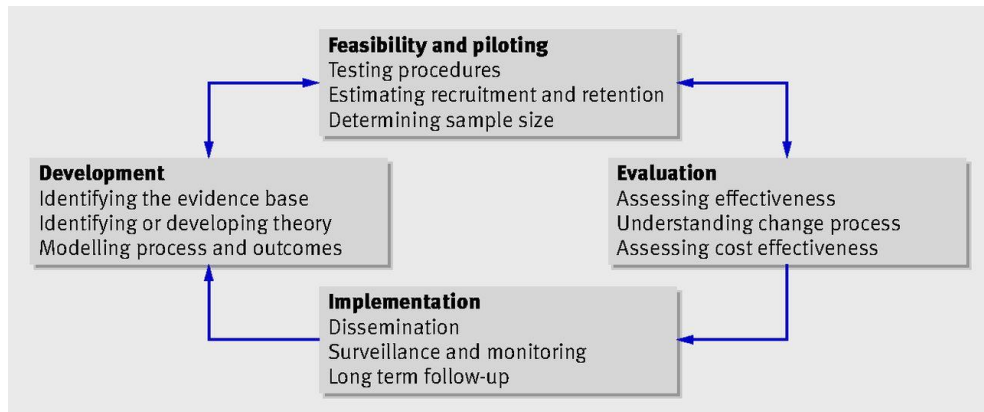 Feasibility and piloting
Testing procedures
Estimating recruitment and retention
Determining sample size
Development
Identifying the evidence base
Identifying or developing theory
Modelling process and outcomes
Evaluation
Assessing effectiveness
Understanding change process
Assessing cost effectiveness
Implementation
Dissemination
Surveillance and monitoring
Long term follow-up